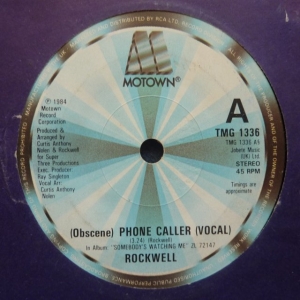 DISTRIBUTED BY RCA LTD.
MOTOWN®
℗ 1984
Motown
Record
Corporation
Produced &
Arranged by
Curtis Anthony
Nolen & Rockwell
for Super
Three Productions
Exec. Producer
Ray Singleton
Vocal Arr:
Curtis Anthony
Nolen
A
TMG 1336
TMG 1336 A
Jobete Music
(UK) Ltd.
STEREO
45 RPM
Timings are
approximate
(Obscene) PHONE CALLER (VOCAL)
(3.24) (Rockwell)
In Album: "SOMEBODY'S WATCHING ME" ZL 72147
ROCKWELL